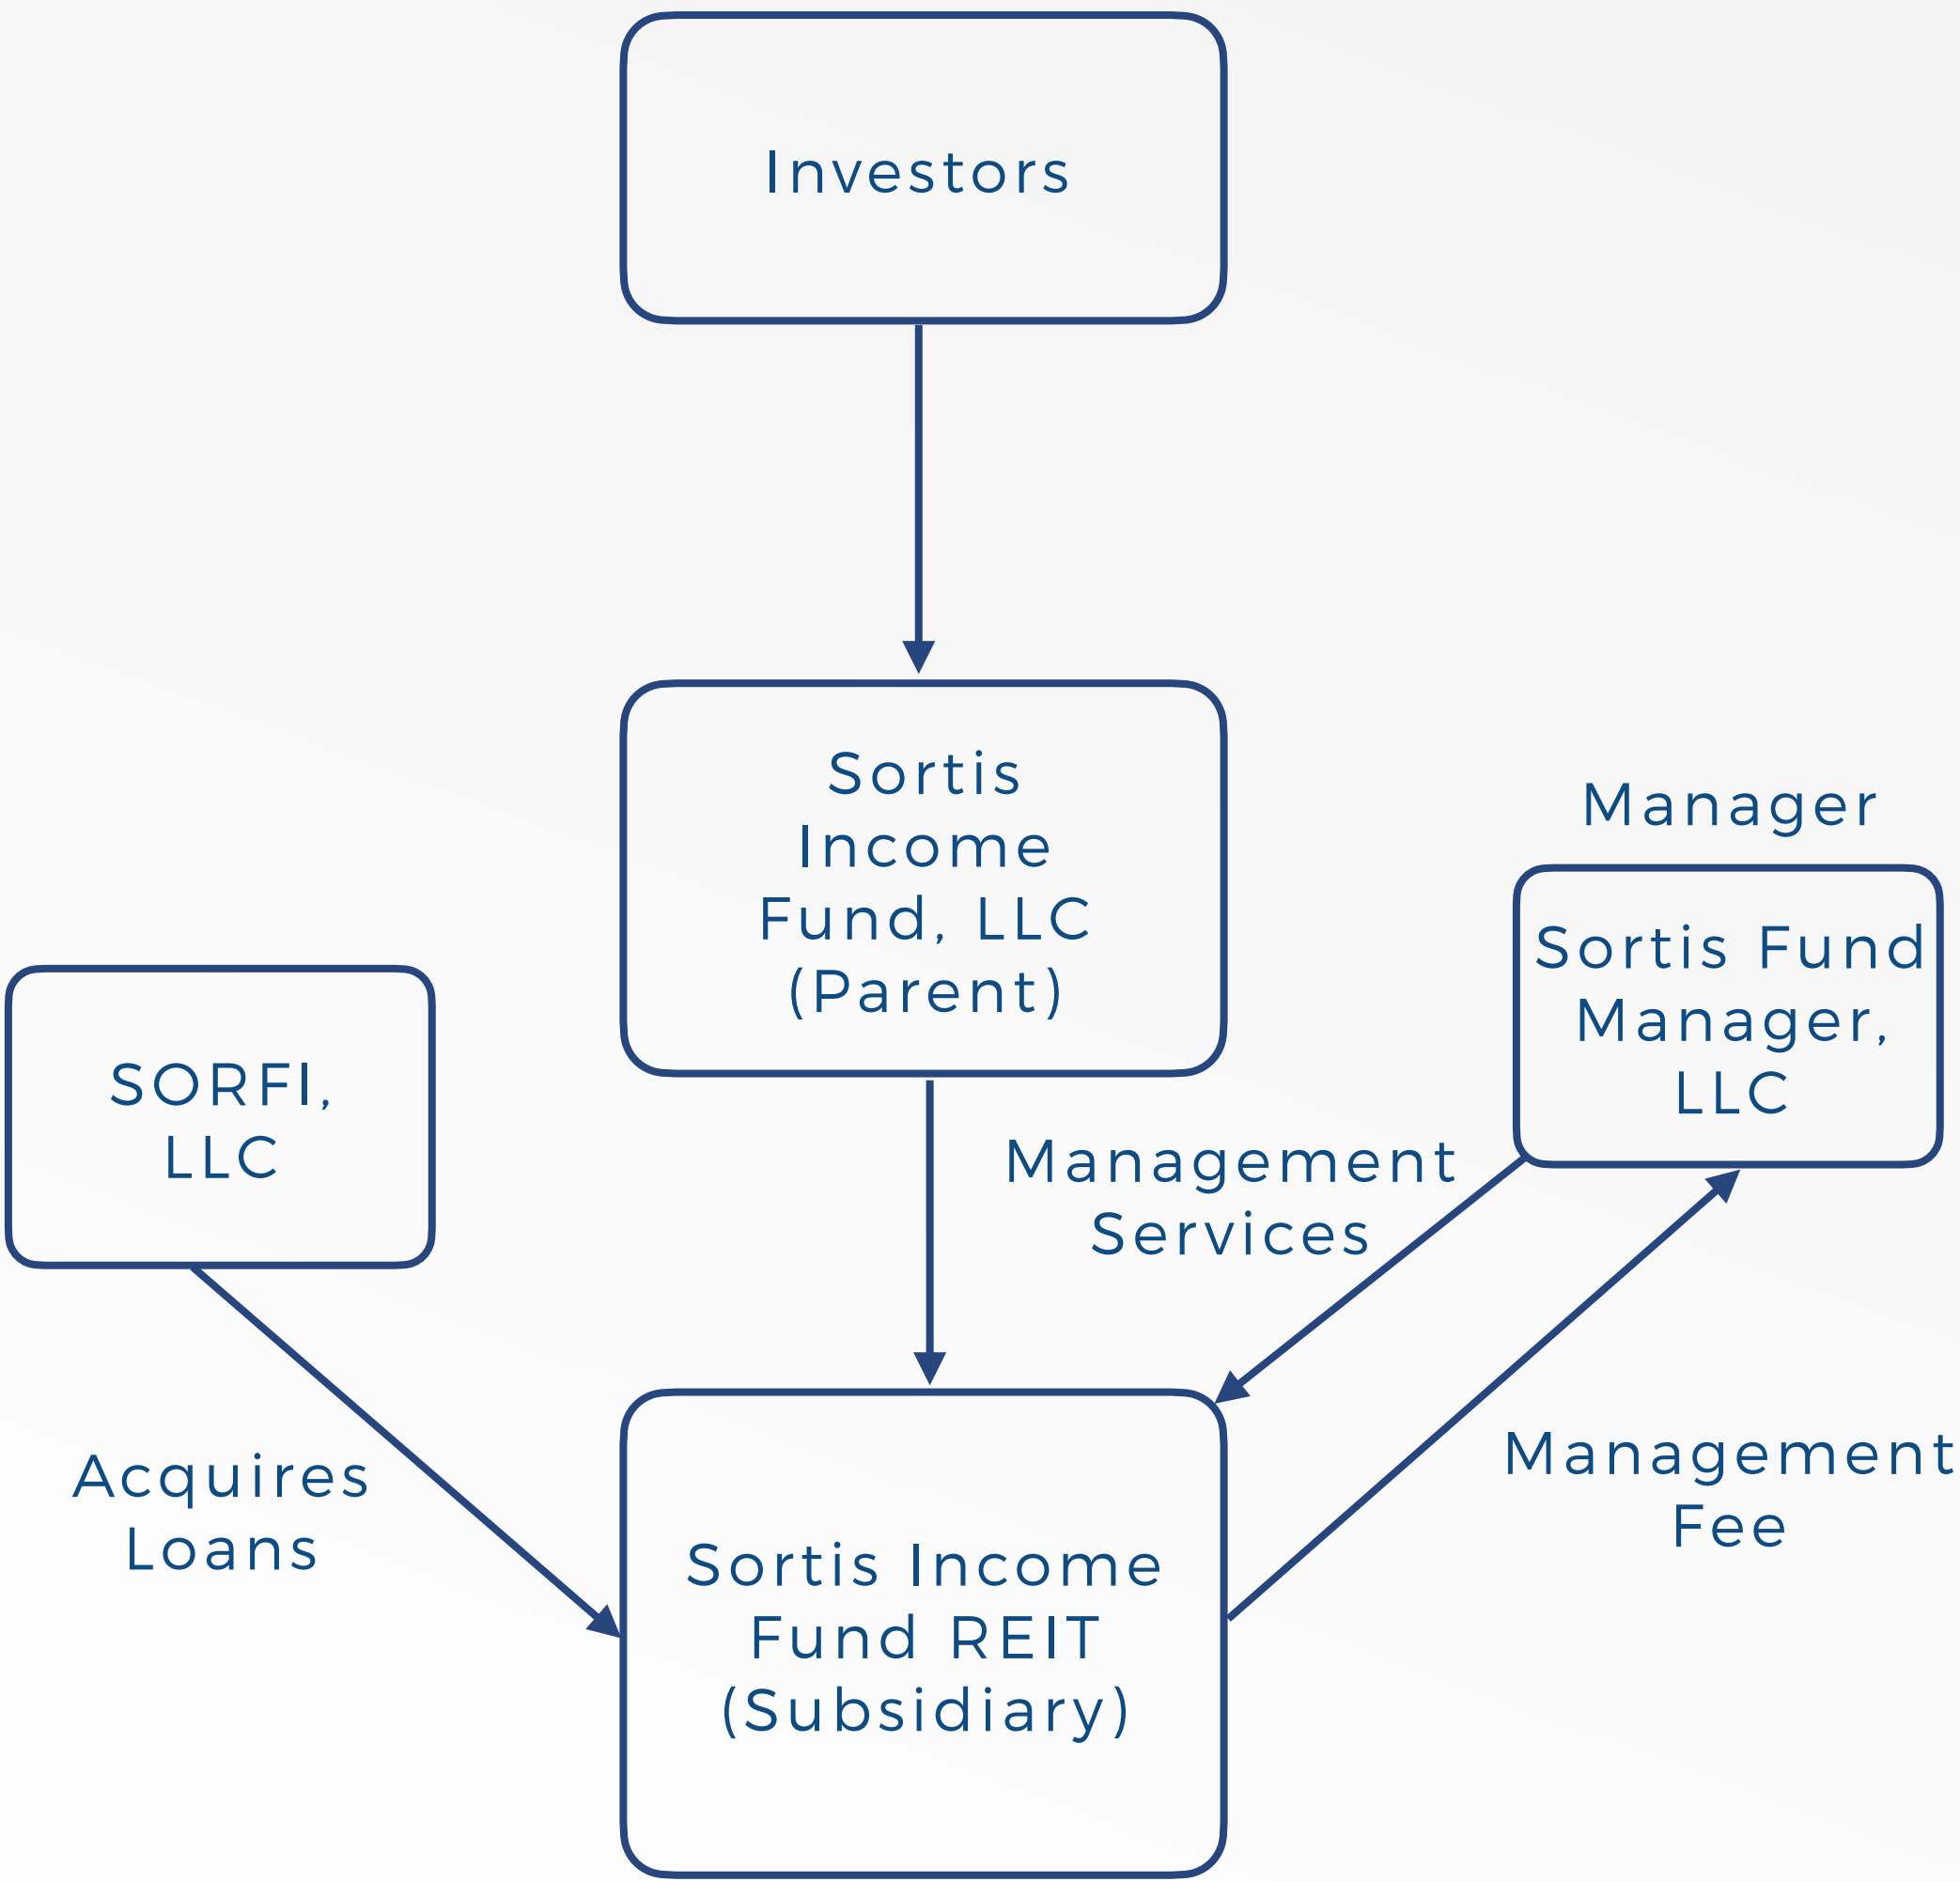 Investors
Sortis
Income
Fund, LLC
(Parent)
Manager
Sortis Fund
Manager,
LLC
SORFI,
LLC
Management
Services
Acquires
Loans
Management
Fee
Sortis Income
Fund REIT
(Subsidiary)